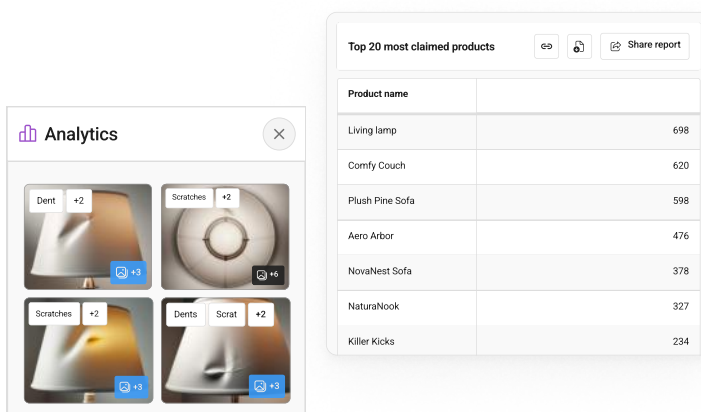 Analytics
Dent +2
+3
Scratches +2
+6
Scratches +2
+3
Dents Scrat +2
+3
Top 20 most claimed products Share report
Product name
Living lamp 698
Comfy Couch 620
Plush Pine Sofa 598
Aero Arbor 476
NovaNest Sofa 378
NaturaNook 327
Killer Kicks 234